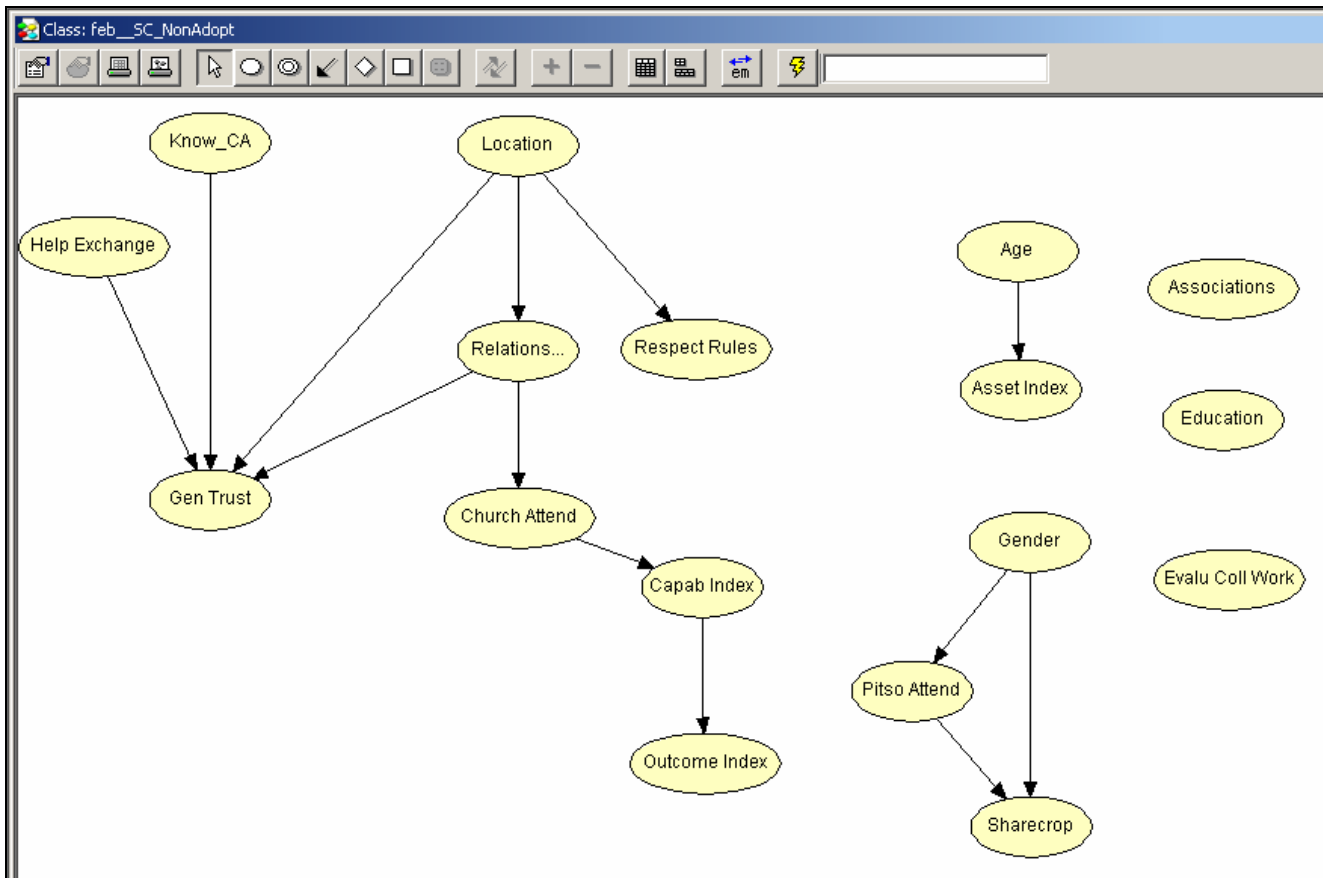 Class: feb__SC_NonAdopt
em
Know_CA
Location
Help Exchange
Age
Associations
Relations...
Respect Rules
Asset Index
Education
Gen Trust
Church Attend
Gender
Capab Index
Evalu Coll Work
Pitso Attend
Outcome Index
Sharecrop